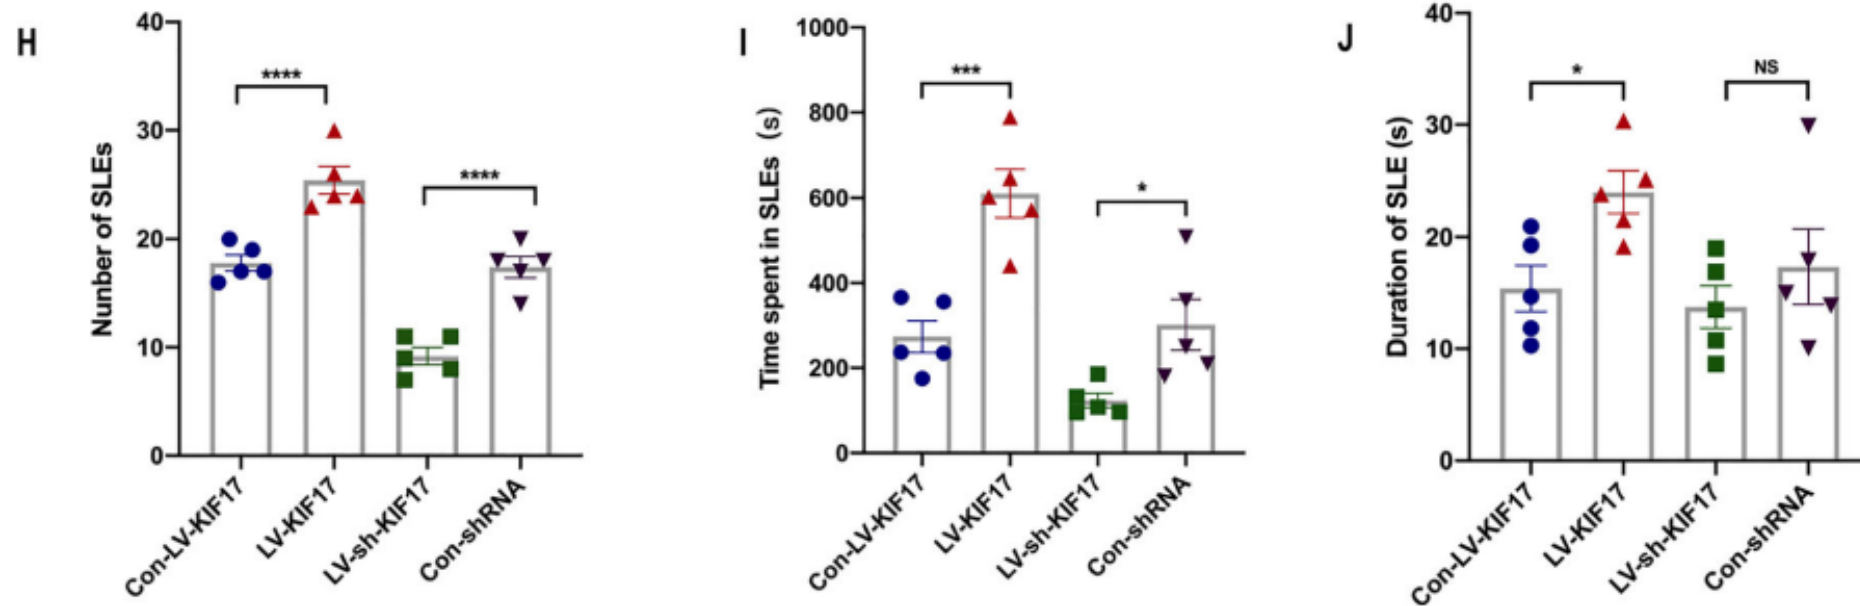 H
Nunber of SLEs
40
30
20
10
0
****
****
Con-LV-KIF17
LV-KIF17
LV-sh-KIF17
Con-shRNA
I
Time spent in SLEs (s)
1000
800
600
400
200
0
***
*
Con-LV-KIF17
LV-KIF17
LV-sh-KIF17
Con-shRNA
J
Duration of SLE (s)
40
30
20
10
0
*
NS
Con-LV-KIF17
LV-KIF17
LV-sh-KIF17
Con-shRNA